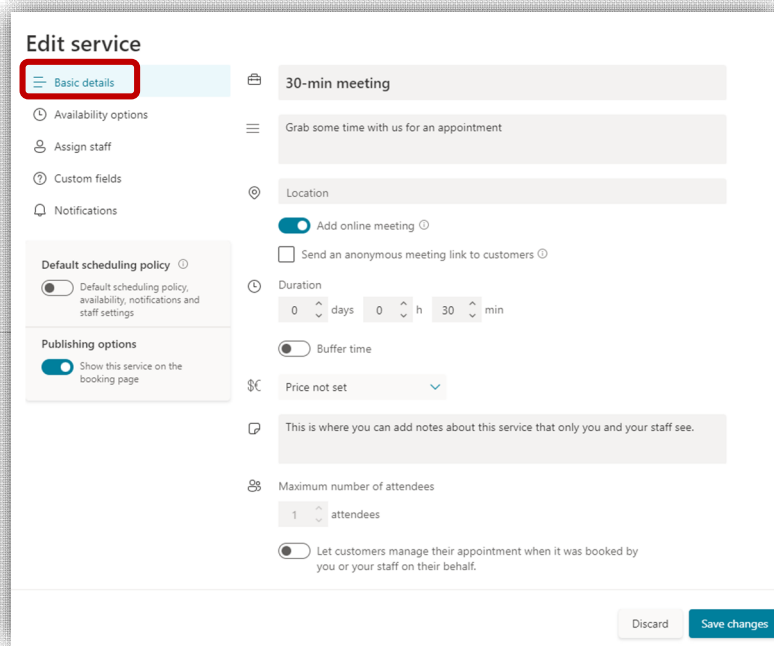 Edit service
Basic details
Availability options
Assign staff
Custom fields
Notifications
Default scheduling policy
Default scheduling policy,
availability, notifications and
staff settings
Publishing options
Show this service on the
booking page
30-min meeting
Grab some time with us for an appointment
Location
Add online meeting
Send an anonymous meeting link to customers
Duration
0 days 0 h 30 min
Buffer time
$€ Price not set
This is where you can add notes about this service that only you and your staff see.
Maximum number of attendees
1 attendees
Let customers manage their appointment when it was booked by
you or your staff on their behalf.
Discard Save changes